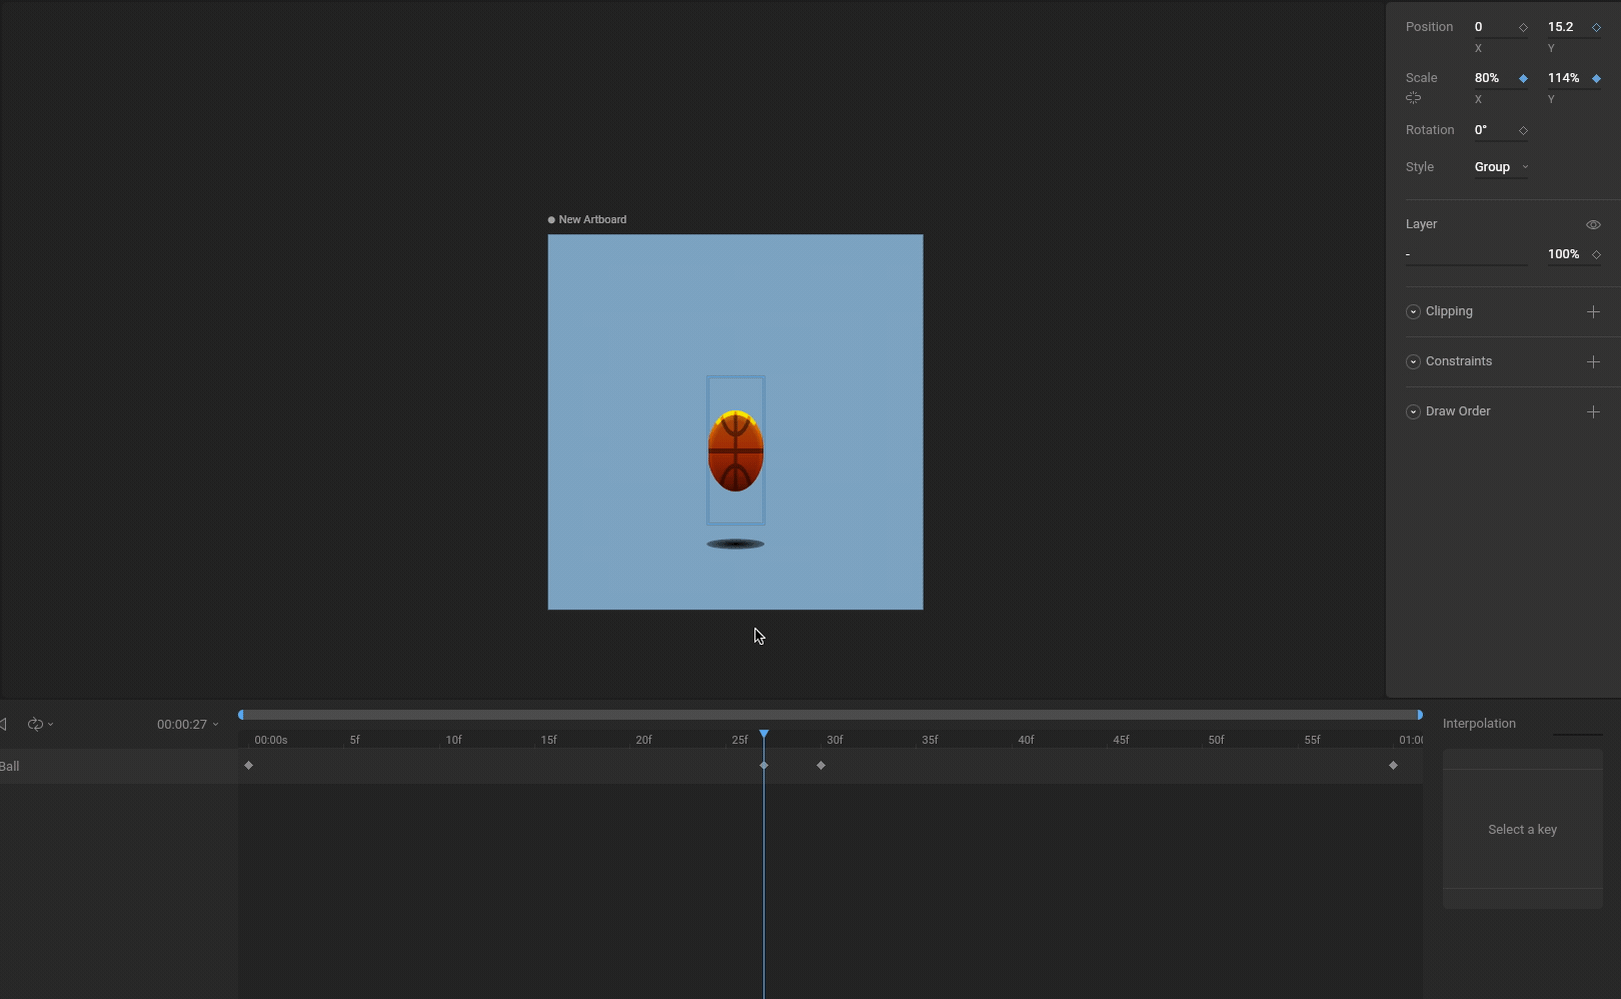 Position 0 15.2
X Y
Scale 80% 114%
X Y
Rotation 0°
Style Group
New Artboard
Layer
- 100%
Clipping
Constraints
Draw Order
00:00:27
Interpolation
00:00s 5f 10f 15f 20f 25f 30f 35f 40f 45f 50f 55f 01:00
Ball
Select a key